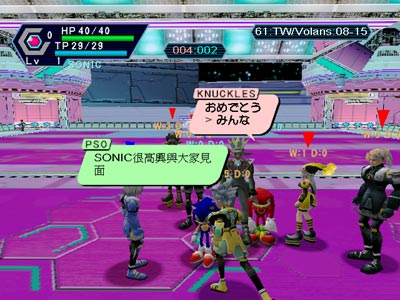 HP 40/40
TP 29/29
0
Lv 1
SONIC
004:002
61:TW/Volans:08-15
KNUCKLES
おめでとう
> みんな
PSO
SONIC很高興與大家見
面
W:1 D:0
W:1 D:0